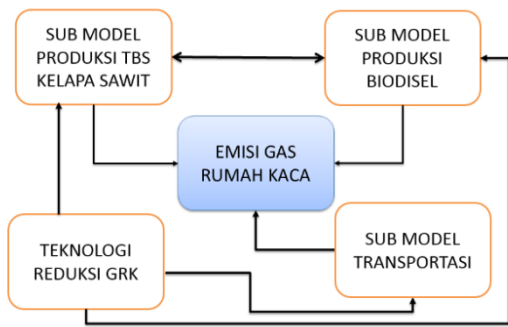 SUB MODEL
PRODUKSI TBS
KELAPA SAWIT
SUB MODEL
PRODUKSI
BIODISEL
EMISI GAS
RUMAH KACA
TEKNOLOGI
REDUKSI GRK
SUB MODEL
TRANSPORTASI